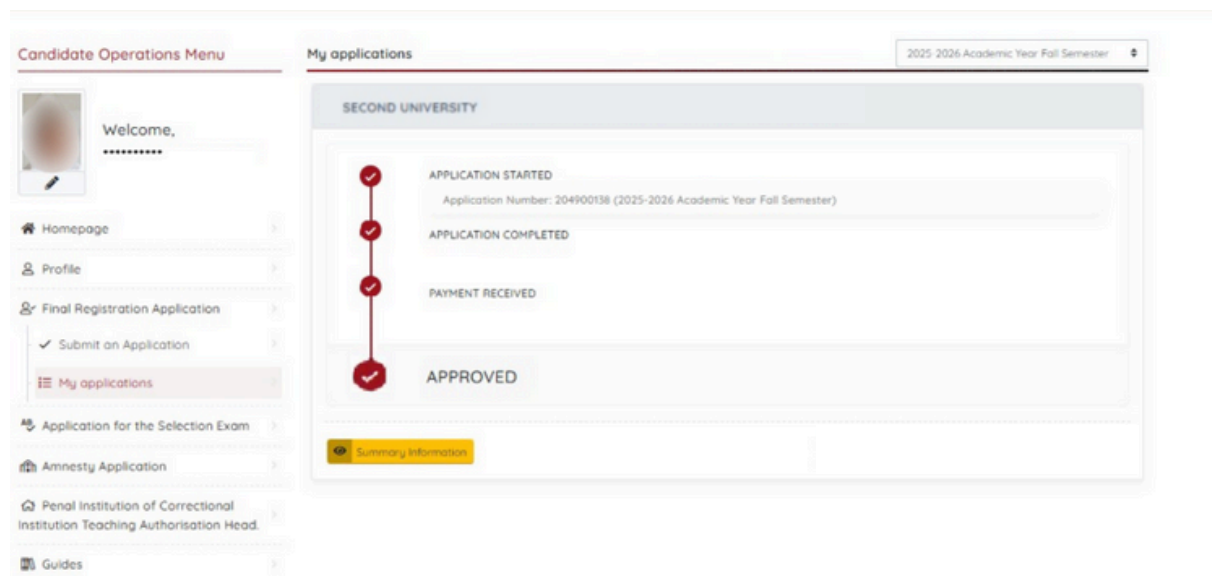 Candidate Operations Menu
My applications
2025-2026 Academic Year Fall Semester
Welcome,
••••••••••
Homepage
Profile
Final Registration Application
Submit an Application
My applications
Application for the Selection Exam
Amnesty Application
Penal Institution of Correctional
Institution Teaching Authorisation Head.
Guides
SECOND UNIVERSITY
APPLICATION STARTED
Application Number: 204900138 (2025-2026 Academic Year Fall Semester)
APPLICATION COMPLETED
PAYMENT RECEIVED
APPROVED
Summary Information